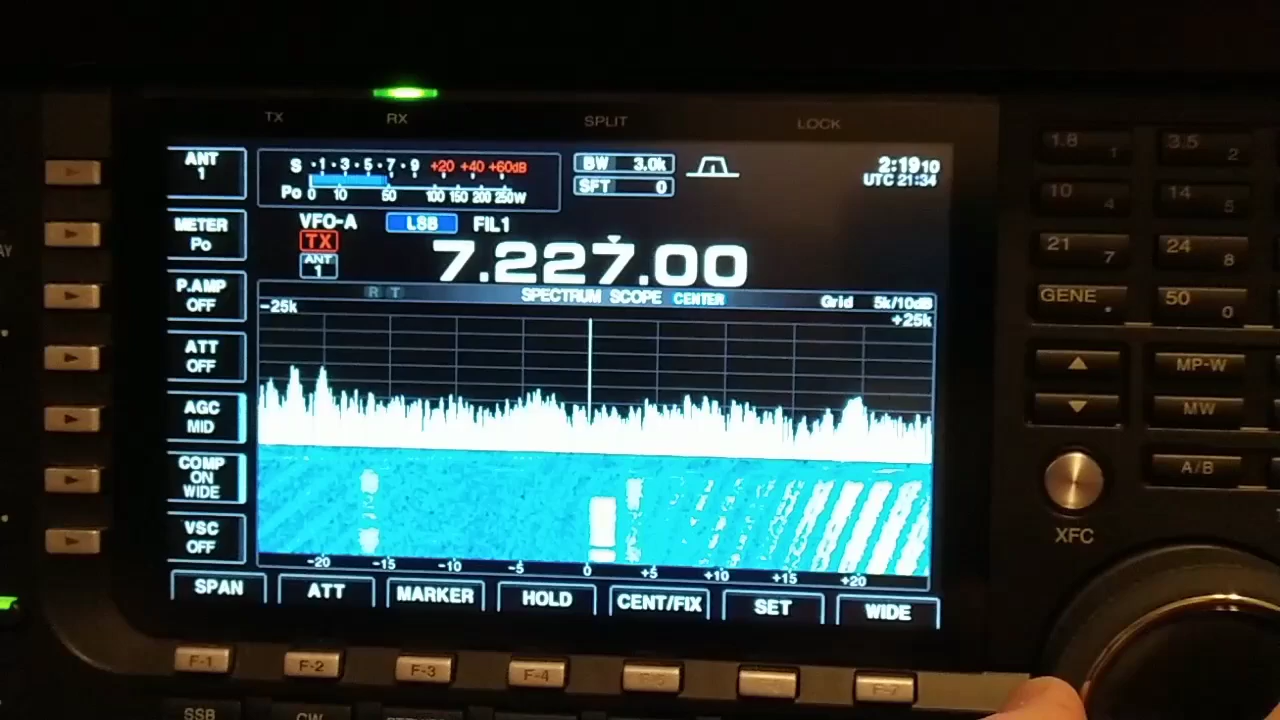 TX RX SPLIT LOCK
ANT 1
S 1 3 5 7 9 +20 +40 +60dB
Po 0 10 50 100 150 200 250W
BW 3.0k
SFT 0
2:19 10
UTC 21:34
METER Po
VFO-A LSB FIL1
TX
ANT 1
7.227.00
P.AMP OFF
R T SPECTRUM SCOPE CENTER Grid 5k/10dB
-25k +25k
ATT OFF
AGC MID
COMP ON WIDE
VSC OFF
-20 -15 -10 -5 0 +5 +10 +15 +20
SPAN ATT MARKER HOLD CENT/FIX SET WIDE
F-1 F-2 F-3 F-4 F-7
SSB CW
1.8 1 3.5 2
10 4 14 5
21 7 24 8
GENE . 50 0
▲ MP-W
▼ MW
A/B
XFC
AY